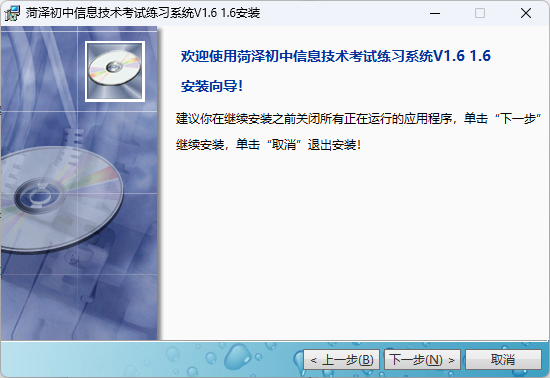 菏泽初中信息技术考试练习系统V1.6 1.6安装
欢迎使用菏泽初中信息技术考试练习系统V1.6 1.6
安装向导！
建议你在继续安装之前关闭所有正在运行的应用程序，单击“下一步”
继续安装，单击“取消”退出安装！
< 上一步(B)
下一步(N) >
取消